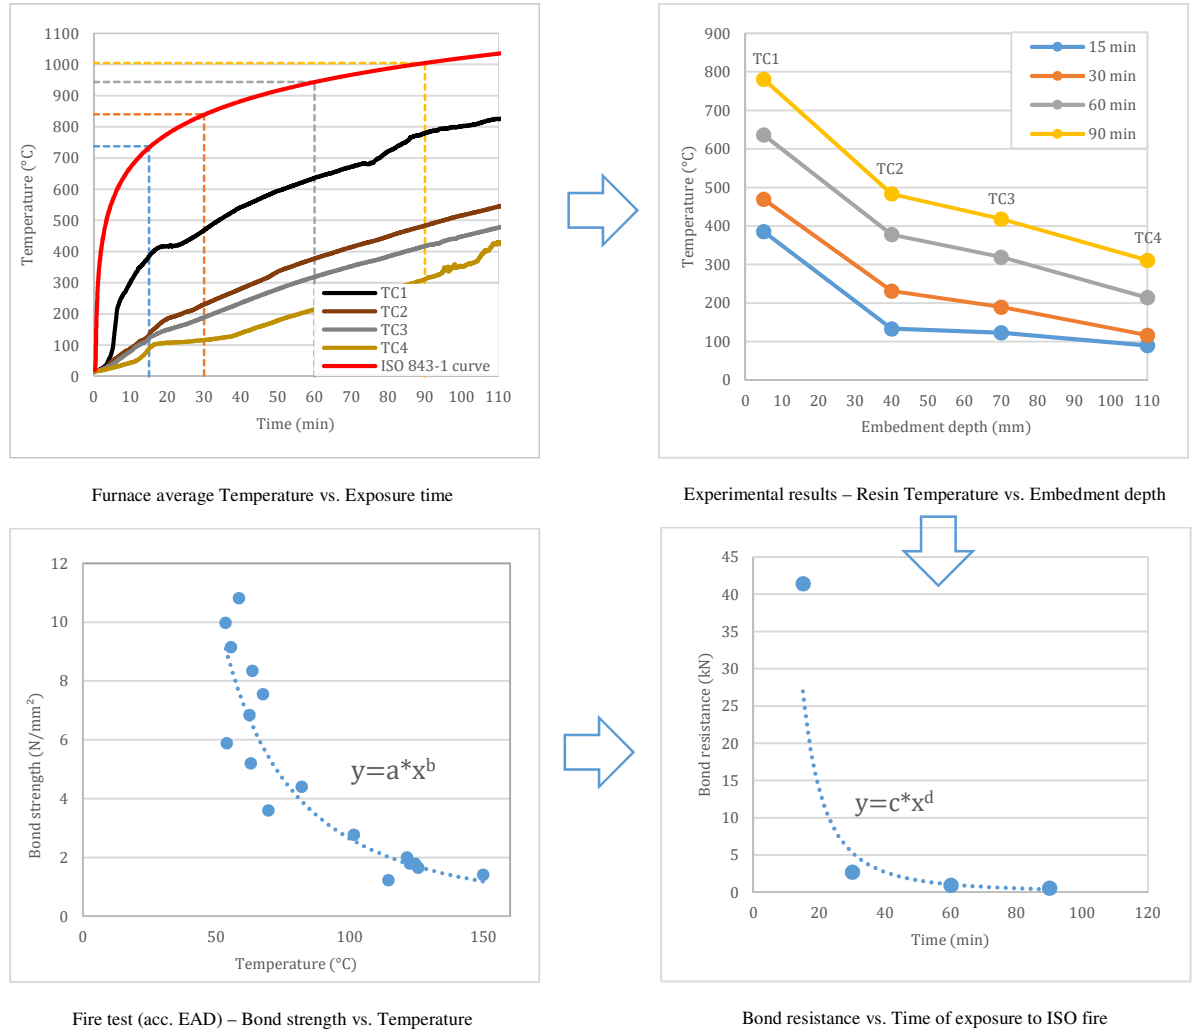 1100
1000
900
800
700
600
500
400
300
200
100
0
Temperature (°C)
TC1
TC2
TC3
TC4
ISO 843-1 curve
0 10 20 30 40 50 60 70 80 90 100 110
Time (min)
Furnace average Temperature vs. Exposure time
900
800
700
600
500
400
300
200
100
0
Temperature (°C)
TC1
TC2
TC3
TC4
15 min
30 min
60 min
90 min
0 10 20 30 40 50 60 70 80 90 100 110
Embedment depth (mm)
Experimental results – Resin Temperature vs. Embedment depth
12
10
8
6
4
2
0
Bond strength (N/mm²)
y=a*x^b
0 50 100 150
Temperature (°C)
Fire test (acc. EAD) – Bond strength vs. Temperature
45
40
35
30
25
20
15
10
5
0
Bond resistance (kN)
y=c*x^d
0 20 40 60 80 100 120
Time (min)
Bond resistance vs. Time of exposure to ISO fire